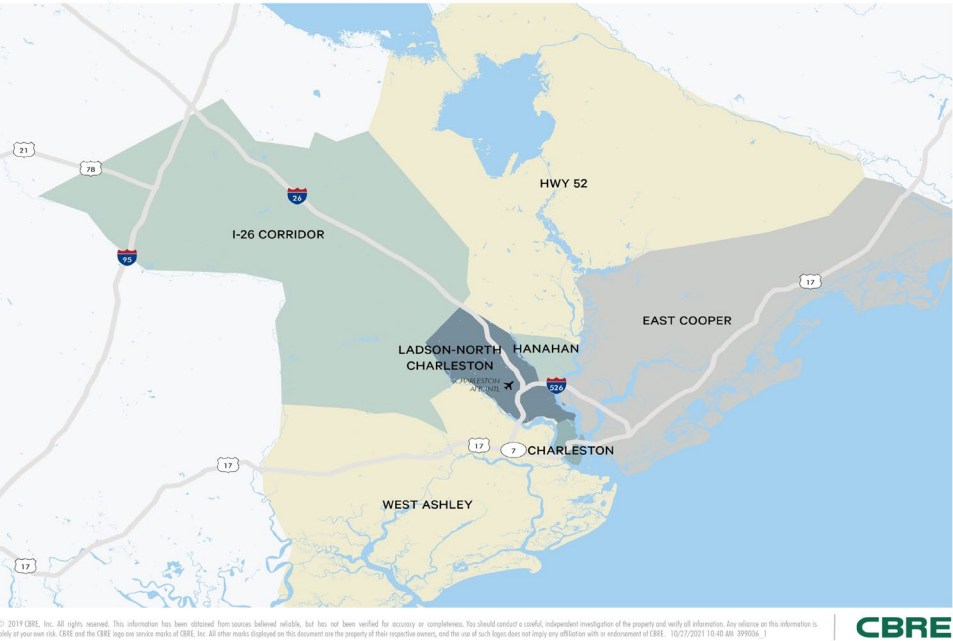 21
78
26
HWY 52
I-26 CORRIDOR
95
17
EAST COOPER
LADSON-NORTH
CHARLESTON
HANAHAN
CHARLESTON
AFB/INTL
526
17
7
CHARLESTON
17
WEST ASHLEY
17
© 2019 CBRE, Inc. All rights reserved. This information has been obtained from sources believed reliable, but has not been verified for accuracy or completeness. You should conduct a careful, independent investigation of the property and verify all information. Any reliance on this information is
solely at your own risk. CBRE and the CBRE logo are service marks of CBRE, Inc. All other marks displayed on this document are the property of their respective owners, and the use of such logos does not imply any affiliation with or endorsement of CBRE. 10/27/2021 10:40 AM 399006_1
CBRE